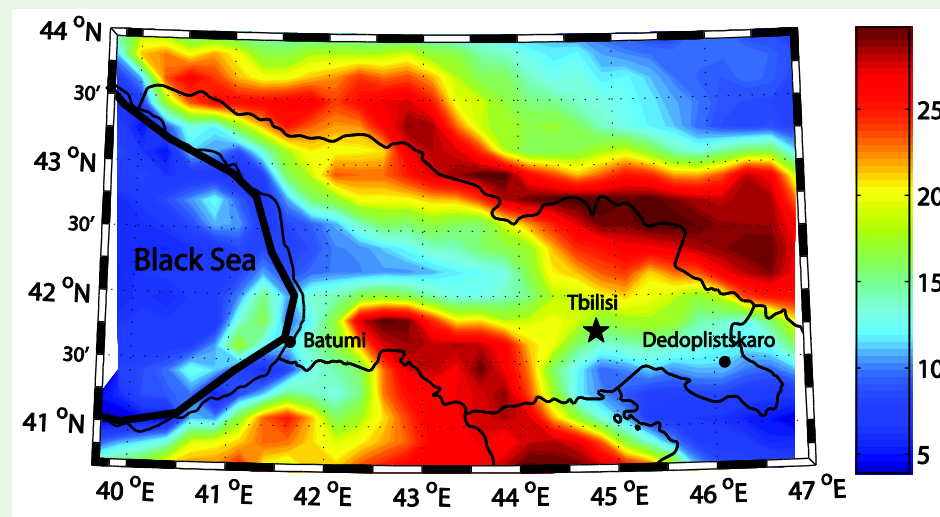 44 °N
30’
43 °N
30’
42 °N
30’
41 °N
Black Sea
Batumi
Tbilisi
Dedoplistskaro
40 °E 41 °E 42 °E 43 °E 44 °E 45 °E 46 °E 47 °E
25
20
15
10
5